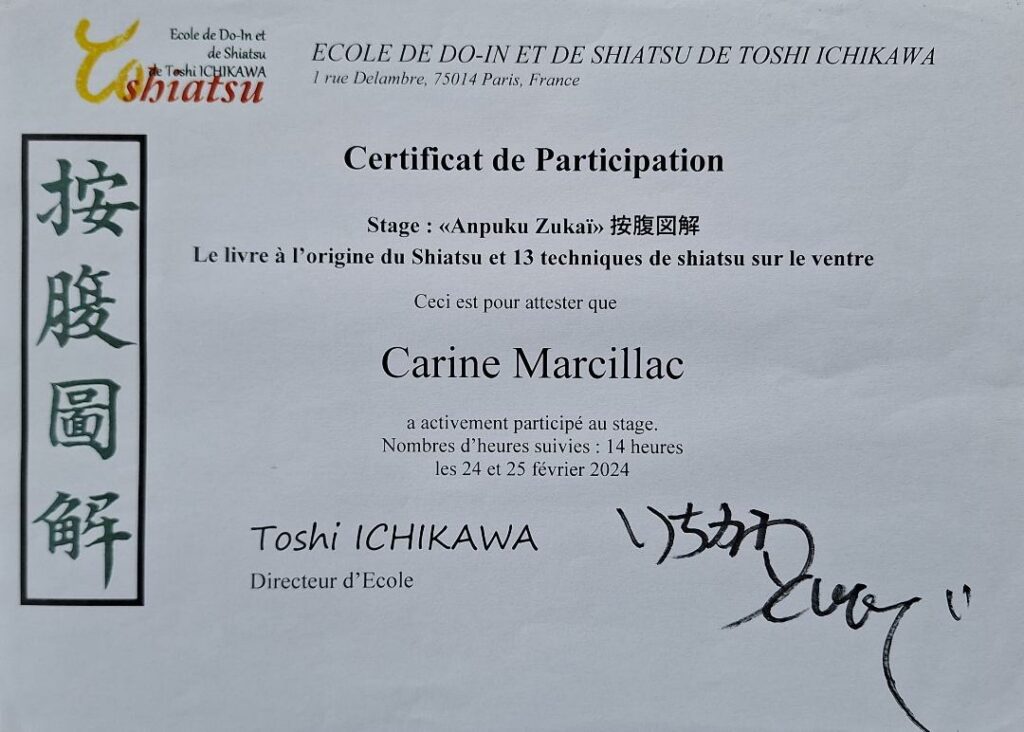 Ecole de Do-In et
de Shiatsu
de Toshi ICHIKAWA
Toshiatsu
ECOLE DE DO-IN ET DE SHIATSU DE TOSHI ICHIKAWA
1 rue Delambre, 75014 Paris, France
按腹圖解
Certificat de Participation
Stage : «Anpuku Zukaï» 按腹図解
Le livre à l’origine du Shiatsu et 13 techniques de shiatsu sur le ventre
Ceci est pour attester que
Carine Marcillac
a activement participé au stage.
Nombres d’heures suivies : 14 heures
les 24 et 25 février 2024
Toshi ICHIKAWA
Directeur d’Ecole
いちかわ